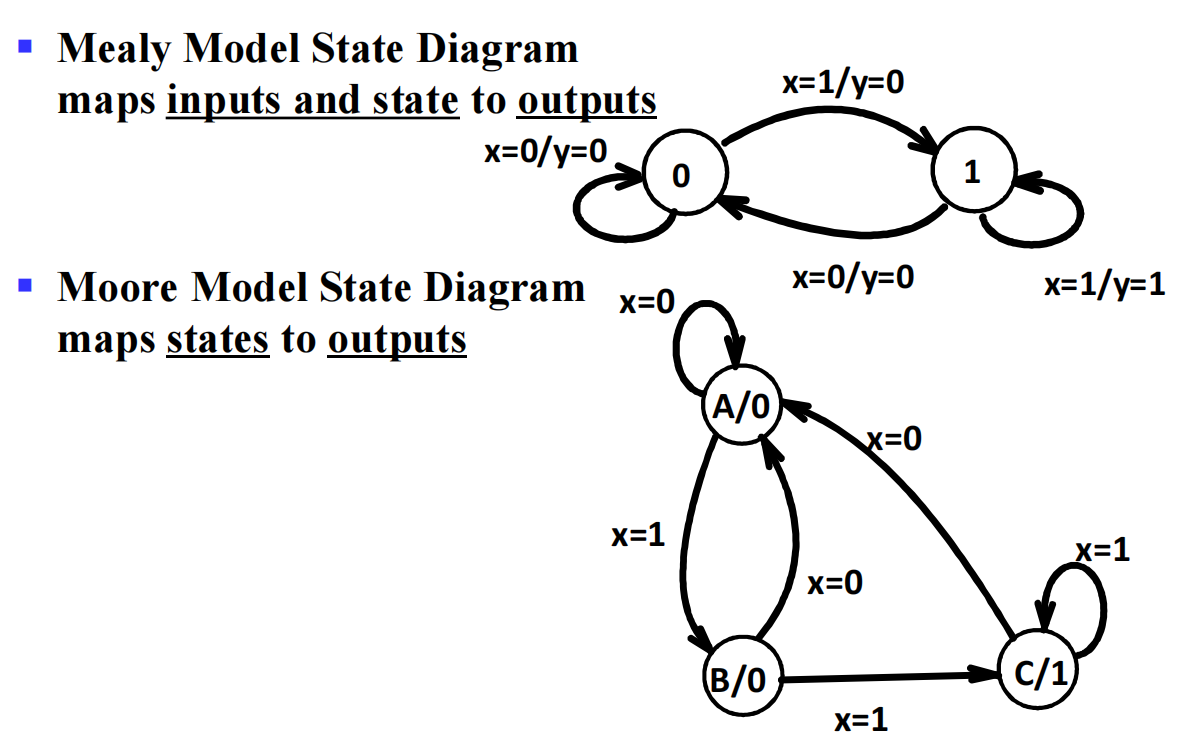 Mealy Model State Diagram
maps inputs and state to outputs
x=1/y=0
x=0/y=0
0
1
x=0/y=0
x=1/y=1
Moore Model State Diagram
maps states to outputs
x=0
A/0
x=0
x=1
x=0
x=1
B/0
C/1
x=1